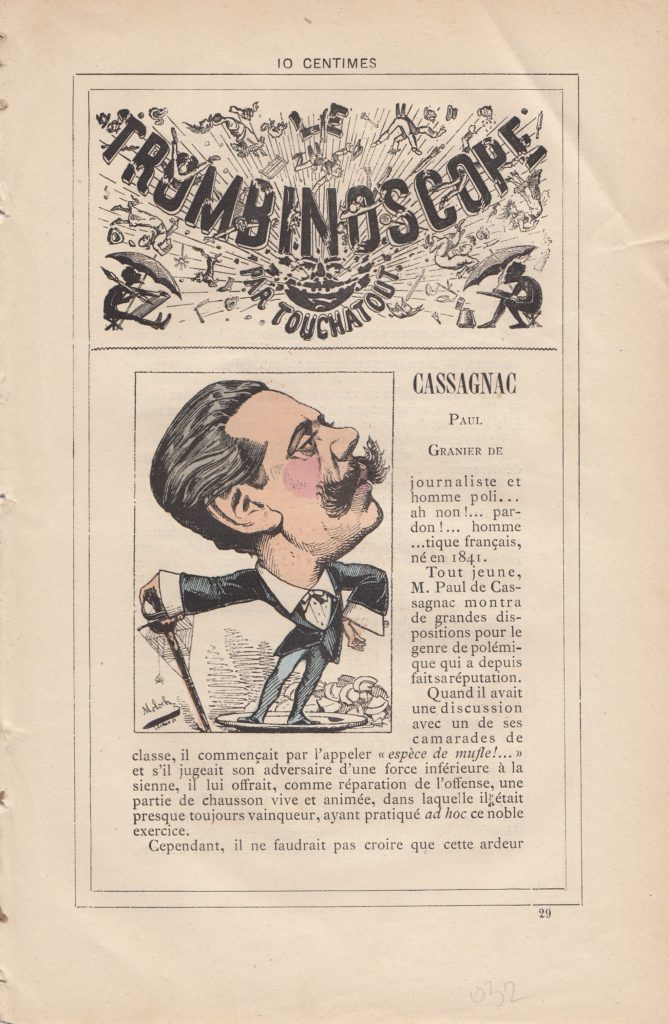 10 CENTIMES
LE
TROMBINOSCOPE
PAR TOUCHATOUT
CASSAGNAC
PAUL
GRANIER DE
journaliste et
homme poli...
ah non!... par-
don!... homme
...tique français,
né en 1841.
Tout jeune,
M. Paul de Cas-
sagnac montra
de grandes dis-
positions pour le
genre de polémi-
que qui a depuis
fait sa réputation.
Quand il avait
une discussion
avec un de ses
camarades de
classe, il commençait par l'appeler « espèce de mufle!... »
et s'il jugeait son adversaire d'une force inférieure à la
sienne, il lui offrait, comme réparation de l'offense, une
partie de chausson vive et animée, dans laquelle il était
presque toujours vainqueur, ayant pratiqué ad hoc ce noble
exercice.
Cependant, il ne faudrait pas croire que cette ardeur
Moloch
29
032